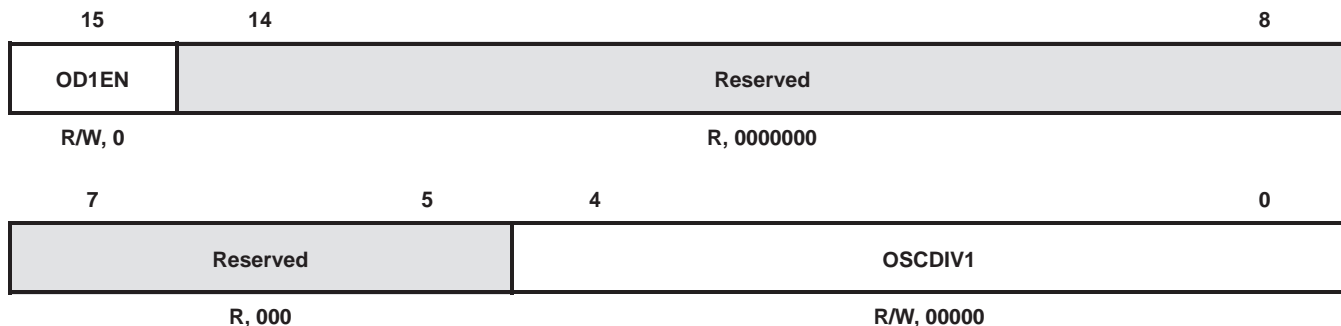 15 14 8
OD1EN Reserved
R/W, 0 R, 0000000
7 5 4 0
Reserved OSCDIV1
R, 000 R/W, 00000